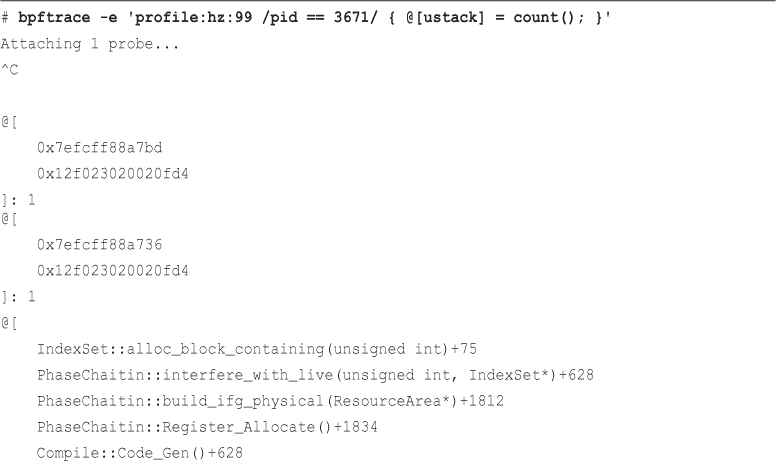 # bpftrace -e 'profile:hz:99 /pid == 3671/ { @[ustack] = count(); }'
Attaching 1 probe...
^C
@[
0x7efcff88a7bd
0x12f023020020fd4
]: 1
@[
0x7efcff88a736
0x12f023020020fd4
]: 1
@[
IndexSet::alloc_block_containing(unsigned int)+75
PhaseChaitin::interfere_with_live(unsigned int, IndexSet*)+628
PhaseChaitin::build_ifg_physical(ResourceArea*)+1812
PhaseChaitin::Register_Allocate()+1834
Compile::Code_Gen()+628